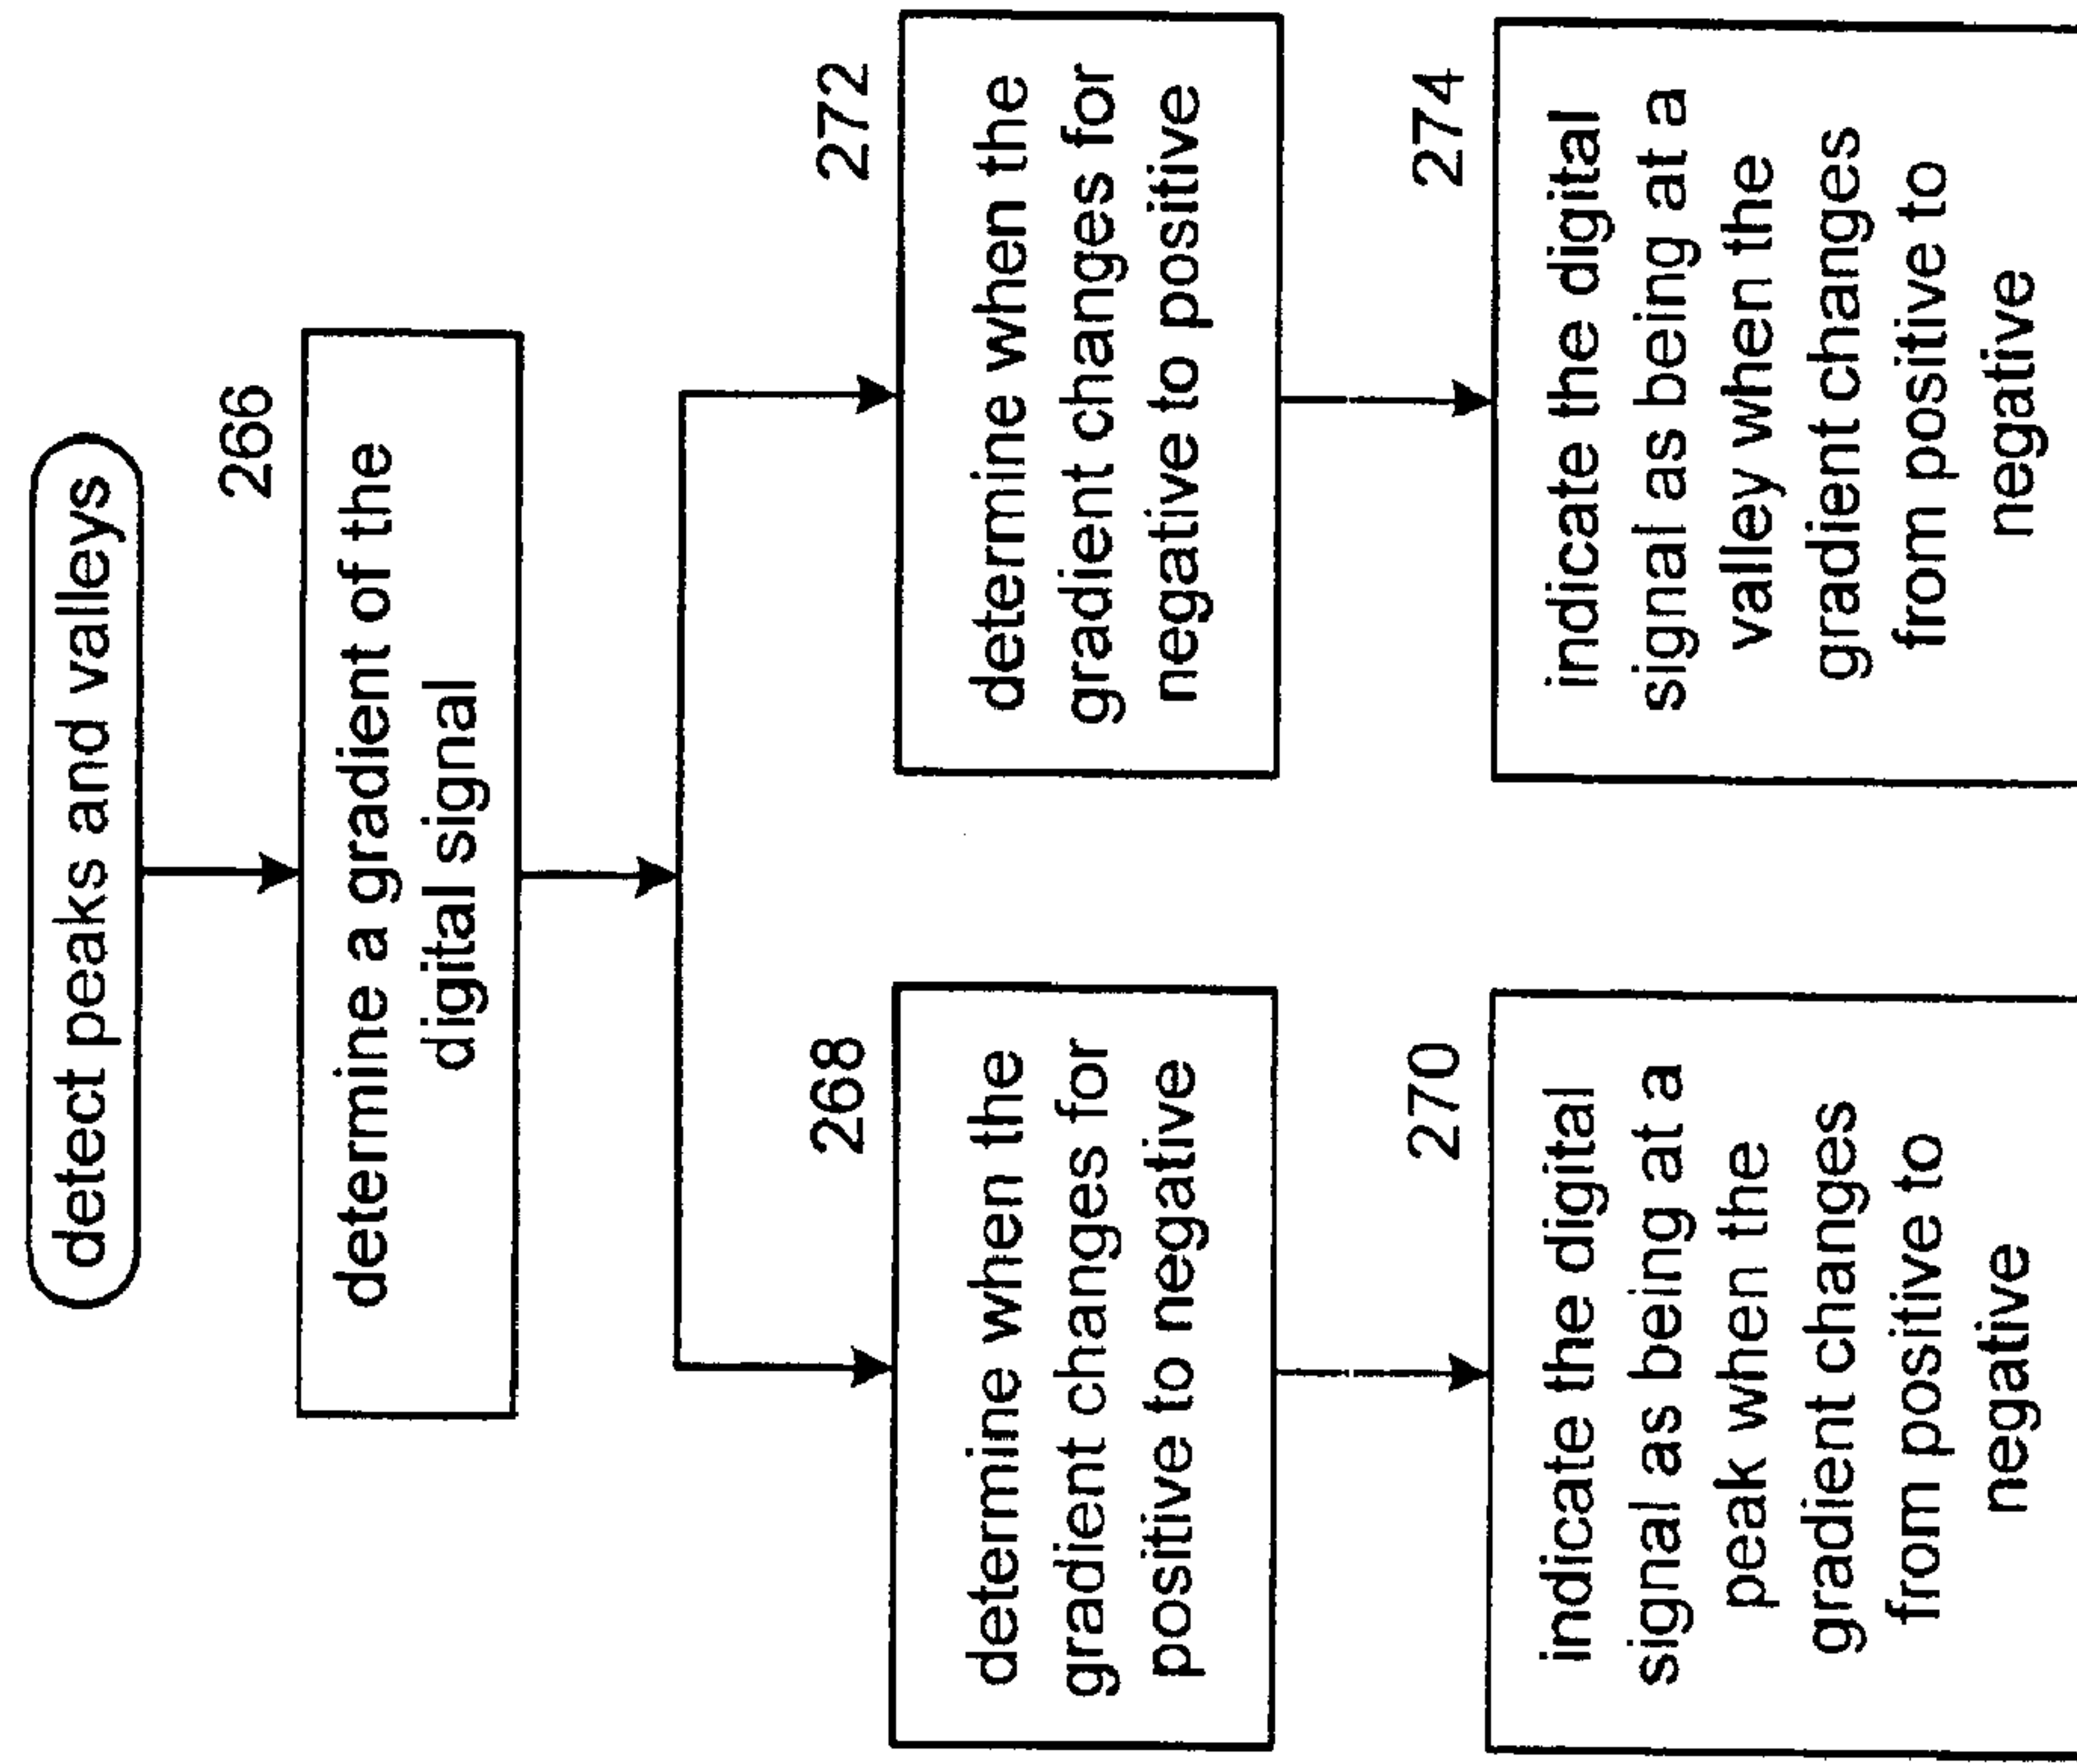 detect peaks and valleys
266
determine a gradient of the
digital signal
268
determine when the
gradient changes for
positive to negative
270
indicate the digital
signal as being at a
peak when the
gradient changes
from positive to
negative
272
determine when the
gradient changes for
negative to positive
274
indicate the digital
signal as being at a
valley when the
gradient changes
from positive to
negative